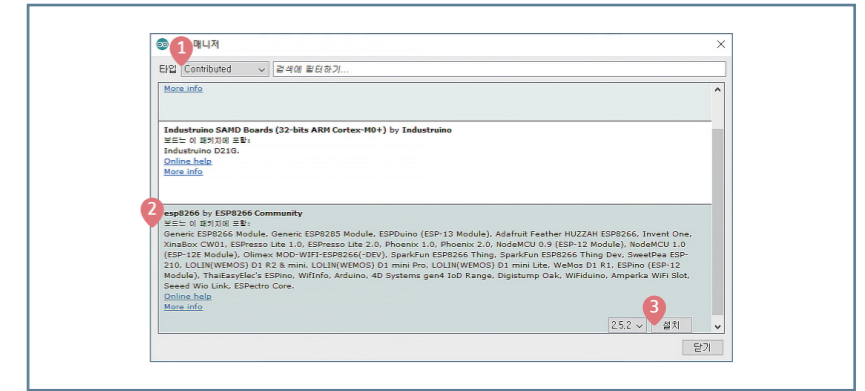 1 매니저
타입 Contributed 검색에 필터하기...
More info
Industruino SAMD Boards (32-bits ARM Cortex-M0+) by Industruino
보드는 이 패키지에 포함:
Industruino D21G.
Online help
More info
2
esp8266 by ESP8266 Community
보드는 이 패키지에 포함:
Generic ESP8266 Module, Generic ESP8285 Module, ESPDuino (ESP-13 Module), Adafruit Feather HUZZAH ESP8266, Invent One,
XinaBox CW01, ESPresso Lite 1.0, ESPresso Lite 2.0, Phoenix 1.0, Phoenix 2.0, NodeMCU 0.9 (ESP-12 Module), NodeMCU 1.0
(ESP-12E Module), Olimex MOD-WIFI-ESP8266(-DEV), SparkFun ESP8266 Thing, SparkFun ESP8266 Thing Dev, SweetPea ESP-
210, LOLIN(WEMOS) D1 R2 & mini, LOLIN(WEMOS) D1 mini Pro, LOLIN(WEMOS) D1 mini Lite, WeMos D1 R1, ESPino (ESP-12
Module), ThaiEasyElec's ESPino, WifInfo, Arduino, 4D Systems gen4 IoD Range, Digistump Oak, WiFiduino, Amperka WiFi Slot,
Seeed Wio Link, ESPectro Core.
Online help
More info
3
2.5.2 설치
닫기